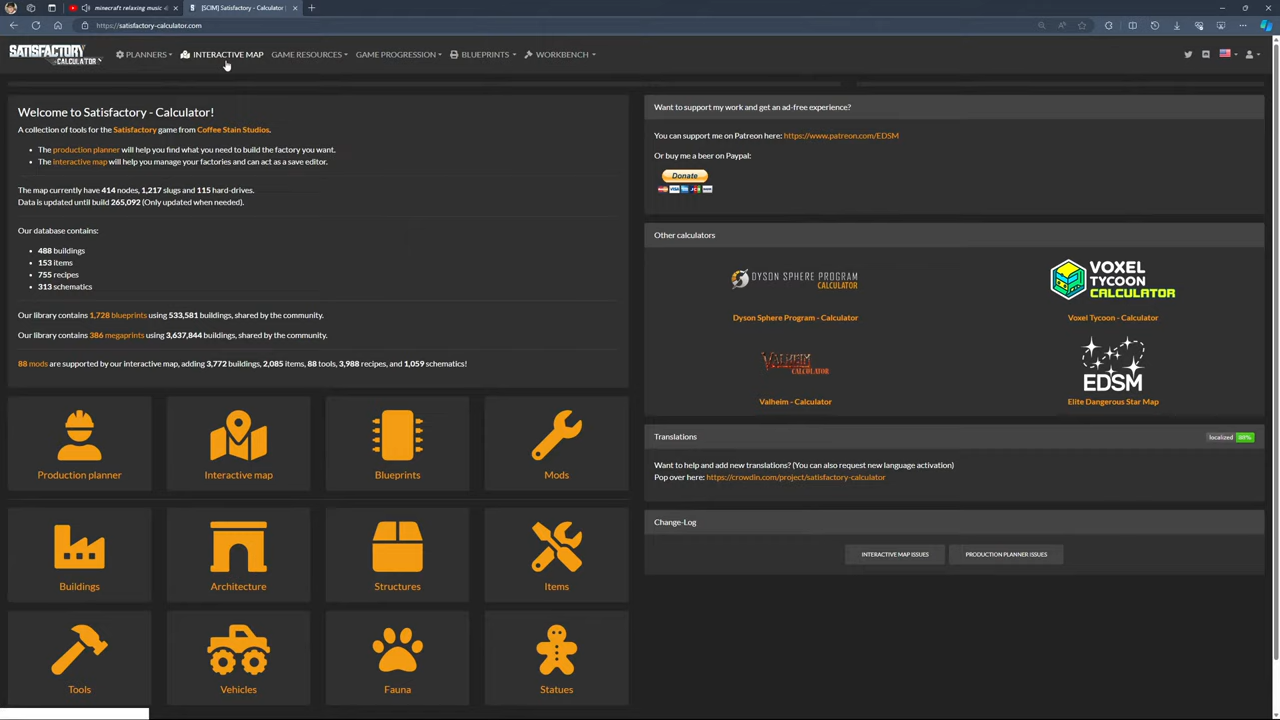 minecraft relaxing music
[SCIM] Satisfactory - Calculator
https://satisfactory-calculator.com
SATISFACTORY
CALCULATOR
PLANNERS
INTERACTIVE MAP
GAME RESOURCES
GAME PROGRESSION
BLUEPRINTS
WORKBENCH
Welcome to Satisfactory - Calculator!
A collection of tools for the Satisfactory game from Coffee Stain Studios.
The production planner will help you find what you need to build the factory you want.
The Interactive map will help you manage your factories and can act as a save editor.
The map currently have 414 nodes, 1,217 slugs and 115 hard-drives.
Data is updated until build 265,092 (Only updated when needed).
Our database contains:
488 buildings
153 items
755 recipes
313 schematics
Our library contains 1,728 blueprints using 533,581 buildings, shared by the community.
Our library contains 386 megaprints using 3,637,844 buildings, shared by the community.
88 mods are supported by our interactive map, adding 3,772 buildings, 2,085 items, 88 tools, 3,988 recipes, and 1,059 schematics!
Production planner
Interactive map
Blueprints
Mods
Buildings
Architecture
Structures
Items
Tools
Vehicles
Fauna
Statues
Want to support my work and get an ad-free experience?
You can support me on Patreon here: https://www.patreon.com/EDSM
Or buy me a beer on Paypal:
Donate
Other calculators
DYSON SPHERE PROGRAM
CALCULATOR
Dyson Sphere Program - Calculator
VOXEL
TYCOON
CALCULATOR
Voxel Tycoon - Calculator
VALHEIM
CALCULATOR
Valheim - Calculator
EDSM
Elite Dangerous Star Map
Translations
localized
Want to help and add new translations? (You can also request new language activation)
Pop over here: https://crowdin.com/project/satisfactory-calculator
Change-Log
INTERACTIVE MAP ISSUES
PRODUCTION PLANNER ISSUES